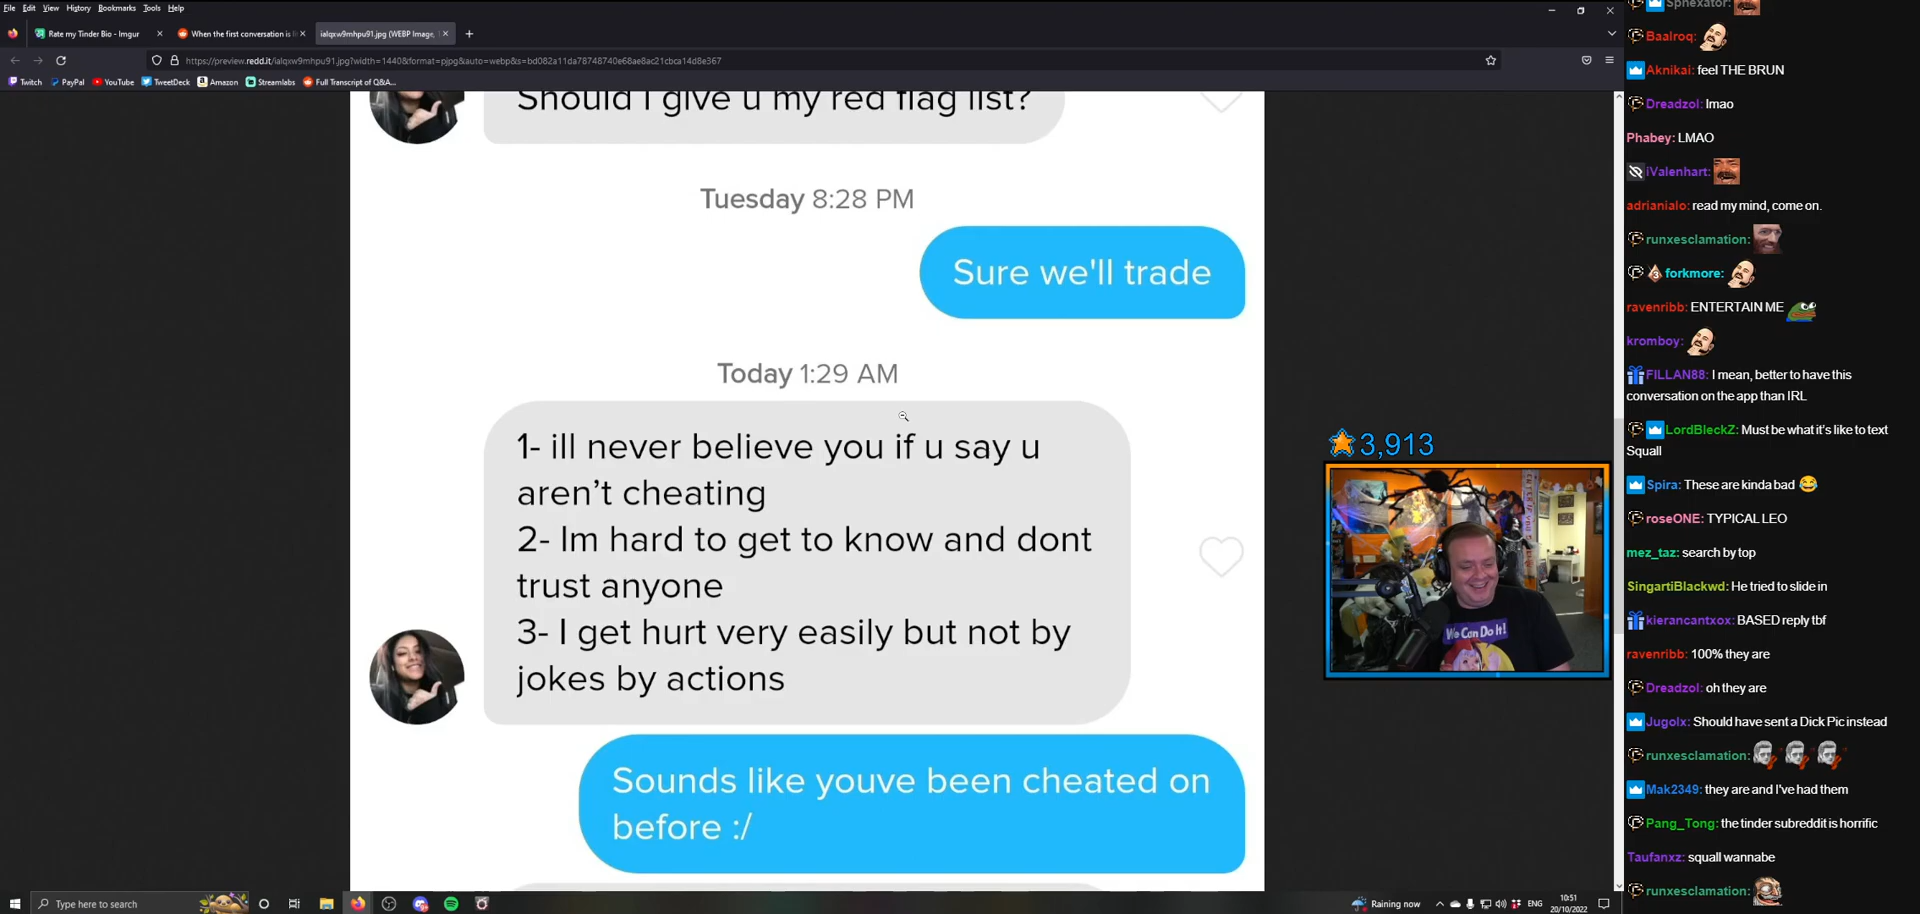 File Edit View History Bookmarks Tools Help
Rate my Tinder Bio - Imgur
When the first conversation is
ialqxw9mhpu91.jpg (WEBP Image,
https://preview.redd.it/ialqxw9mhpu91.jpg?width=1440&format=pjpg&auto=webp&s=bd082a11da78748740e68ae8ac21cbca14d8e367
Twitch PayPal YouTube TweetDeck Amazon Streamlabs Full Transcript of Q&A...
Should I give u my red flag list?
Tuesday 8:28 PM
Sure we'll trade
Today 1:29 AM
1- ill never believe you if u say u
aren't cheating
2- Im hard to get to know and dont
trust anyone
3- I get hurt very easily but not by
jokes by actions
Sounds like youve been cheated on
before :/
3,913
We Can Do It!
Sphexator:
Baalroq:
Aknikai: feel THE BRUN
Dreadzol: lmao
Phabey: LMAO
iValenhart:
adrianialo: read my mind, come on.
runxesclamation:
forkmore:
ravenribb: ENTERTAIN ME
kromboy:
FILLAN88: I mean, better to have this
conversation on the app than IRL
LordBleckZ: Must be what it's like to text
Squall
Spira: These are kinda bad 😂
roseONE: TYPICAL LEO
mez_taz: search by top
SingartiBlackwd: He tried to slide in
kierancantxox: BASED reply tbf
ravenribb: 100% they are
Dreadzol: oh they are
Jugolx: Should have sent a Dick Pic instead
runxesclamation:
Mak2349: they are and I've had them
Pang_Tong: the tinder subreddit is horrific
Taufanxz: squall wannabe
runxesclamation:
Type here to search
Raining now
ENG
10:51
20/10/2022